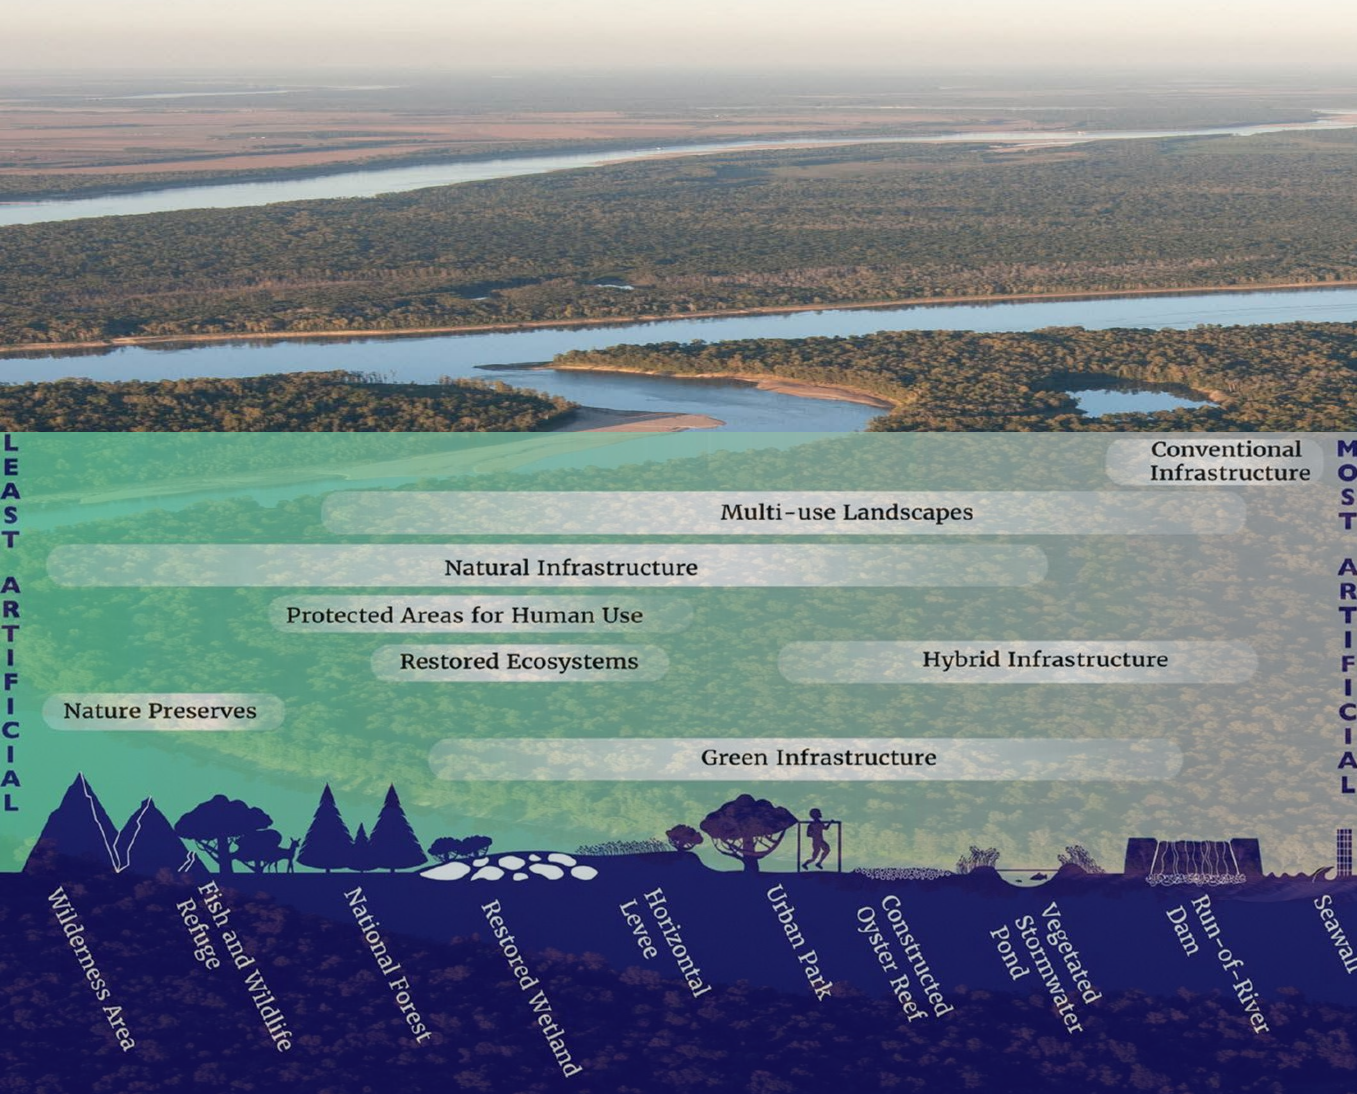 LEAST ARTIFICIAL
MOST ARTIFICIAL
Conventional
Infrastructure
Multi-use Landscapes
Natural Infrastructure
Protected Areas for Human Use
Restored Ecosystems
Hybrid Infrastructure
Nature Preserves
Green Infrastructure
Wilderness Area
Fish and Wildlife
Refuge
National Forest
Restored Wetland
Horizontal
Levee
Urban Park
Constructed
Oyster Reef
Vegetated
Stormwater
Pond
Run-of-River
Dam
Seawall